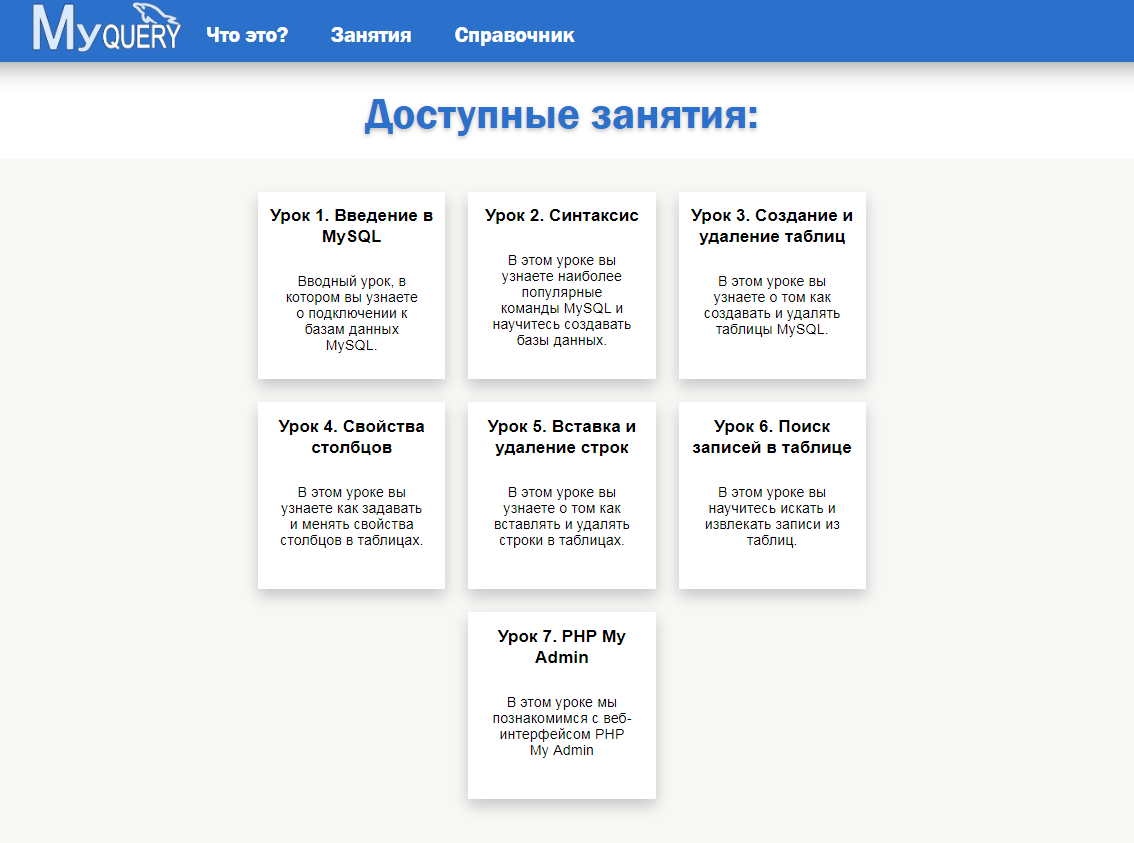 MyQUERY Что это? Занятия Справочник
Доступные занятия:
Урок 1. Введение в
MySQL
Вводный урок, в
котором вы узнаете
о подключении к
базам данных
MySQL.
Урок 2. Синтаксис
В этом уроке вы
узнаете наиболее
популярные
команды MySQL и
научитесь создавать
базы данных.
Урок 3. Создание и
удаление таблиц
В этом уроке вы
узнаете о том как
создавать и удалять
таблицы MySQL.
Урок 4. Свойства
столбцов
В этом уроке вы
узнаете как задавать
и менять свойства
столбцов в таблицах.
Урок 5. Вставка и
удаление строк
В этом уроке вы
узнаете о том как
вставлять и удалять
строки в таблицах.
Урок 6. Поиск
записей в таблице
В этом уроке вы
научитесь искать и
извлекать записи из
таблиц.
Урок 7. PHP My
Admin
В этом уроке мы
познакомимся с веб-
интерфейсом PHP
My Admin